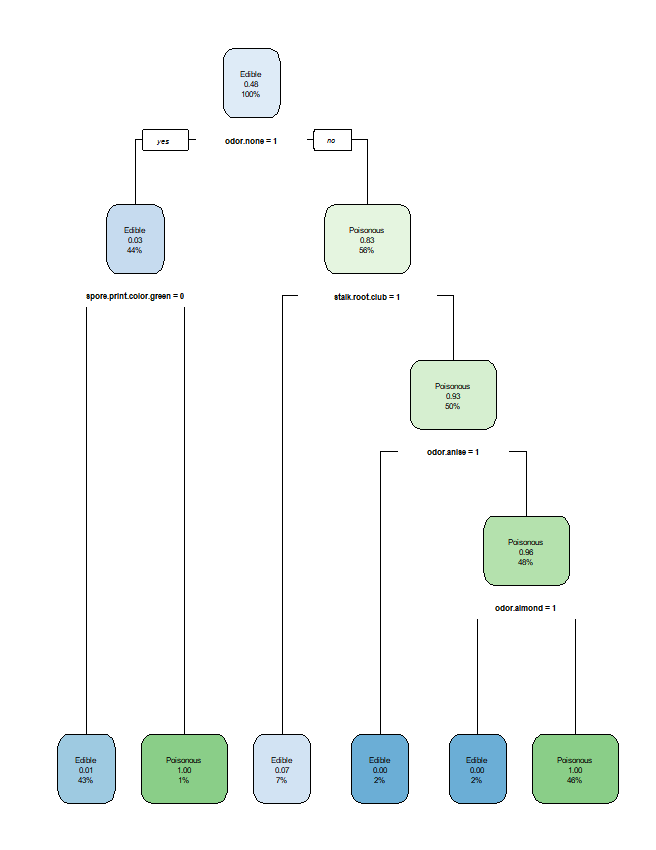 Edible
0.48
100%
yes
odor.none = 1
no
Edible
0.03
44%
Poisonous
0.83
56%
spore.print.color.green = 0
stalk.root.club = 1
Poisonous
0.93
50%
odor.anise = 1
Poisonous
0.96
48%
odor.almond = 1
Edible
0.01
43%
Poisonous
1.00
1%
Edible
0.07
7%
Edible
0.00
2%
Edible
0.00
2%
Poisonous
1.00
46%